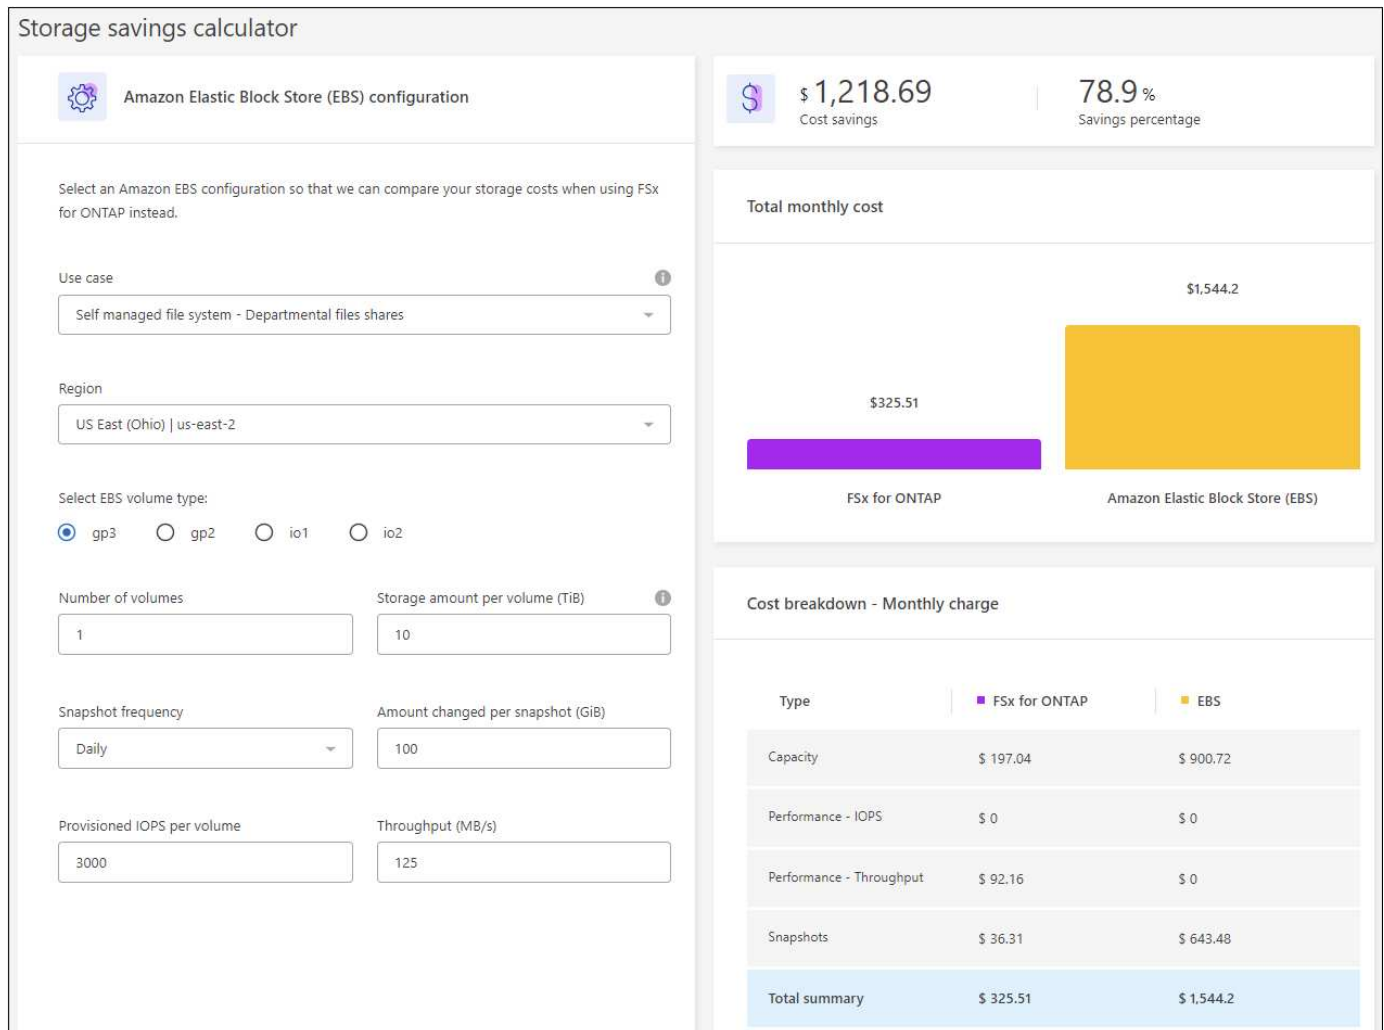 Storage savings calculator
Amazon Elastic Block Store (EBS) configuration
Select an Amazon EBS configuration so that we can compare your storage costs when using FSx
for ONTAP instead.
Use case
Self managed file system - Departmental files shares
Region
US East (Ohio) | us-east-2
Select EBS volume type:
gp3 gp2 io1 io2
Number of volumes Storage amount per volume (TiB)
1 10
Snapshot frequency Amount changed per snapshot (GiB)
Daily 100
Provisioned IOPS per volume Throughput (MB/s)
3000 125
$ 1,218.69 78.9 %
Cost savings Savings percentage
Total monthly cost
$1,544.2
$325.51
FSx for ONTAP Amazon Elastic Block Store (EBS)
Cost breakdown - Monthly charge
Type FSx for ONTAP EBS
Capacity $ 197.04 $ 900.72
Performance - IOPS $ 0 $ 0
Performance - Throughput $ 92.16 $ 0
Snapshots $ 36.31 $ 643.48
Total summary $ 325.51 $ 1,544.2